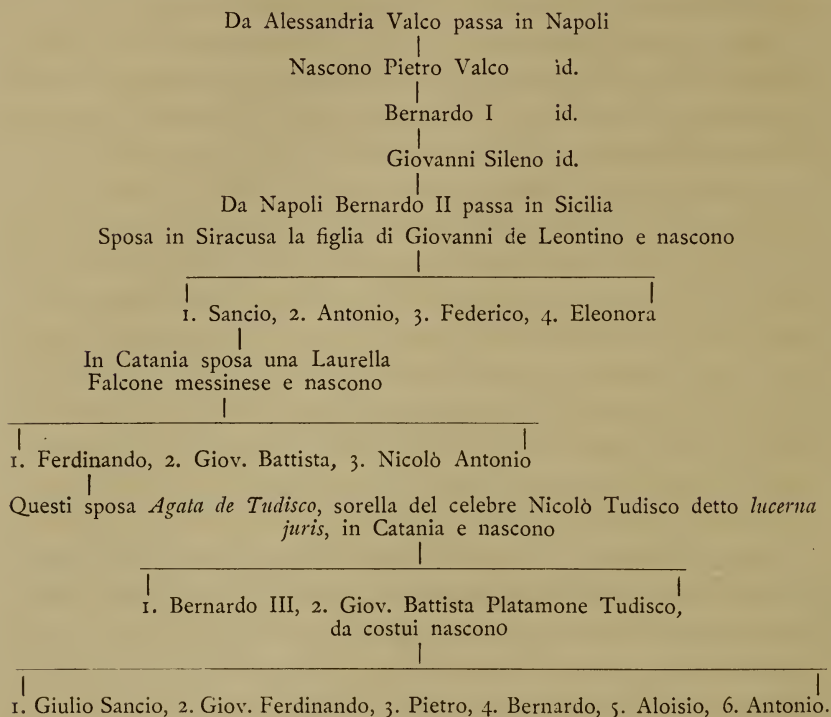 Da Alessandria Valco passa in Napoli
Nascono Pietro Valco id.
Bernardo I id.
Giovanni Sileno id.
Da Napoli Bernardo II passa in Sicilia
Sposa in Siracusa la figlia di Giovanni de Leontino e nascono
1. Sancio, 2. Antonio, 3. Federico, 4. Eleonora
In Catania sposa una Laurella
Falcone messinese e nascono
1. Ferdinando, 2. Giov. Battista, 3. Nicolò Antonio
Questi sposa Agata de Tudisco, sorella del celebre Nicolò Tudisco detto lucerna
juris, in Catania e nascono
1. Bernardo III, 2. Giov. Battista Platamone Tudisco,
da costui nascono
1. Giulio Sancio, 2. Giov. Ferdinando, 3. Pietro, 4. Bernardo, 5. Aloisio, 6. Antonio.